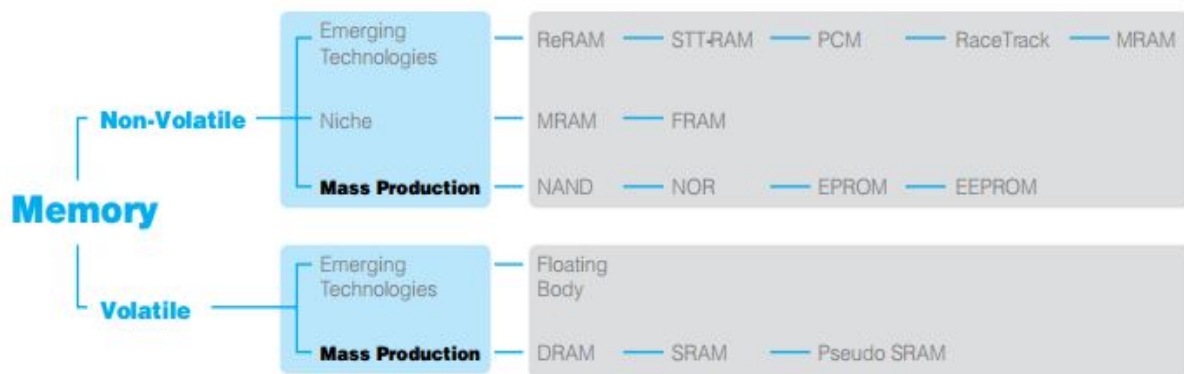 Emerging
Technologies
ReRAM STT-RAM PCM RaceTrack MRAM
Non-Volatile
Niche
MRAM FRAM
Mass Production
NAND NOR EPROM EEPROM
Memory
Emerging
Technologies
Floating
Body
Volatile
Mass Production
DRAM SRAM Pseudo SRAM